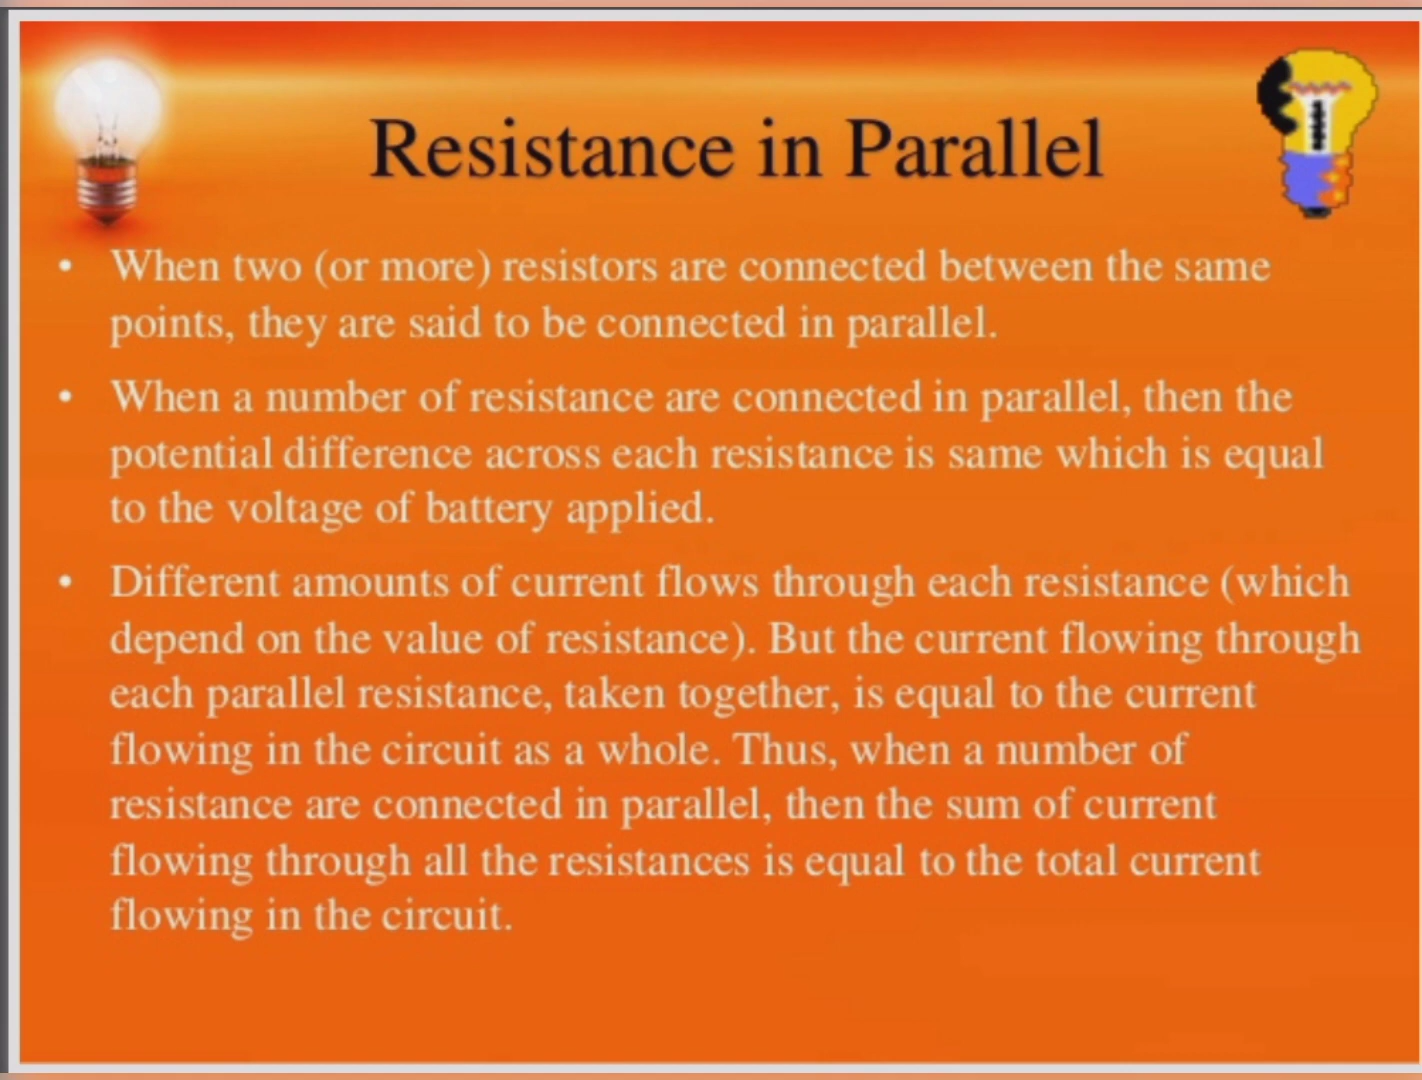 Resistance in Parallel
• When two (or more) resistors are connected between the same
points, they are said to be connected in parallel.
• When a number of resistance are connected in parallel, then the
potential difference across each resistance is same which is equal
to the voltage of battery applied.
• Different amounts of current flows through each resistance (which
depend on the value of resistance). But the current flowing through
each parallel resistance, taken together, is equal to the current
flowing in the circuit as a whole. Thus, when a number of
resistance are connected in parallel, then the sum of current
flowing through all the resistances is equal to the total current
flowing in the circuit.